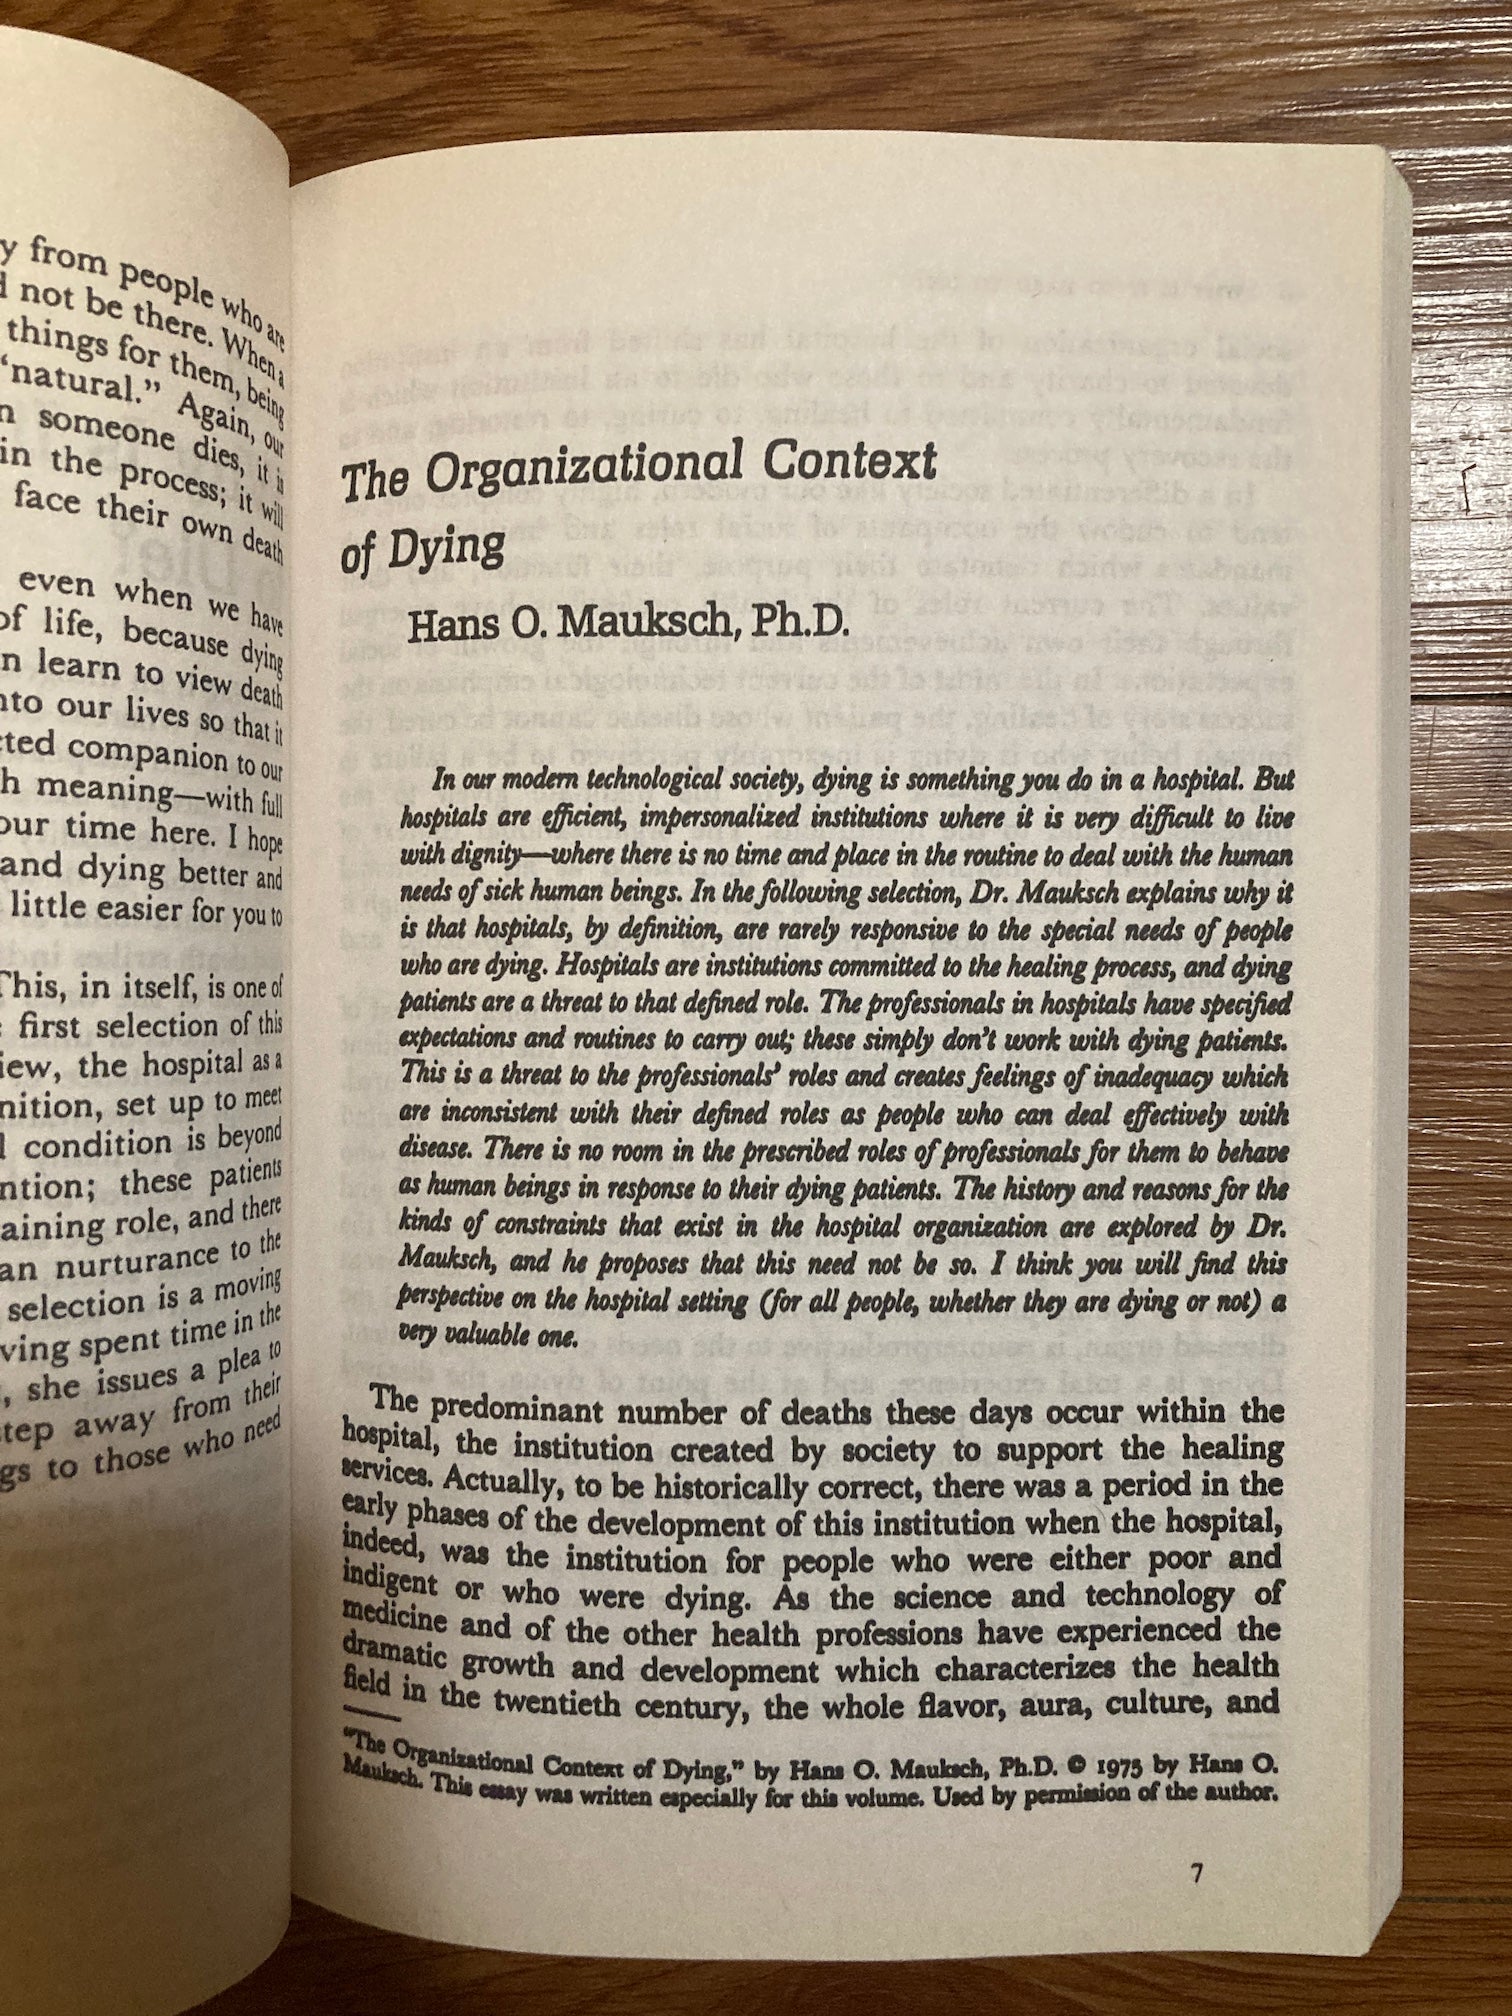 y from people who are
not be there. When a
things for them, being
"natural." Again, our
n someone dies, it is
in the process; it will
face their own death
even when we have
of life, because dying
n learn to view death
nto our lives so that it
cted companion to our
h meaning—with full
our time here. I hope
and dying better and
little easier for you to
This, in itself, is one of
first selection of this
iew, the hospital as a
nition, set up to meet
l condition is beyond
ntion; these patients
aining role, and there
an nurturance to the
selection is a moving
ving spent time in the
, she issues a plea to
step away from their
gs to those who need
The Organizational Context
of Dying
Hans O. Mauksch, Ph.D.
In our modern technological society, dying is something you do in a hospital. But
hospitals are efficient, impersonalized institutions where it is very difficult to live
with dignity—where there is no time and place in the routine to deal with the human
needs of sick human beings. In the following selection, Dr. Mauksch explains why it
is that hospitals, by definition, are rarely responsive to the special needs of people
who are dying. Hospitals are institutions committed to the healing process, and dying
patients are a threat to that defined role. The professionals in hospitals have specified
expectations and routines to carry out; these simply don't work with dying patients.
This is a threat to the professionals' roles and creates feelings of inadequacy which
are inconsistent with their defined roles as people who can deal effectively with
disease. There is no room in the prescribed roles of professionals for them to behave
as human beings in response to their dying patients. The history and reasons for the
kinds of constraints that exist in the hospital organization are explored by Dr.
Mauksch, and he proposes that this need not be so. I think you will find this
perspective on the hospital setting (for all people, whether they are dying or not) a
very valuable one.
The predominant number of deaths these days occur within the
hospital, the institution created by society to support the healing
services. Actually, to be historically correct, there was a period in the
early phases of the development of this institution when the hospital,
indeed, was the institution for people who were either poor and
indigent or who were dying. As the science and technology of
medicine and of the other health professions have experienced the
dramatic growth and development which characterizes the health
field in the twentieth century, the whole flavor, aura, culture, and
"The Organizational Context of Dying," by Hans O. Mauksch, Ph.D. © 1975 by Hans O.
Mauksch. This essay was written especially for this volume. Used by permission of the author.
7